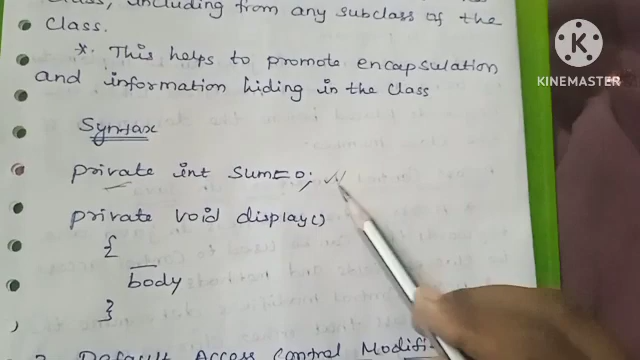 class, including from any subclass of the
class.
*. This helps to promote encapsulation
and information hiding in the class
Syntax
private int sum=0; //
private void display()
{
body
}
2. Default Access Control Modifi
KINEMASTER